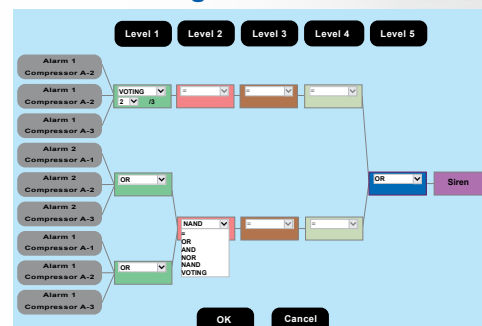 Level 1 Level 2 Level 3 Level 4 Level 5
Alarm 1
Compressor A-2
Alarm 1
Compressor A-2
VOTING = = =
2 /3
Alarm 1
Compressor A-3
Alarm 2
Compressor A-1
Alarm 2
Compressor A-2
OR OR Siren
Alarm 2
Compressor A-3
NAND = =
=
OR
AND
NOR
NAND
VOTING
Alarm 1
Compressor A-1
Alarm 1
Compressor A-2
OR
Alarm 1
Compressor A-3
OK Cancel